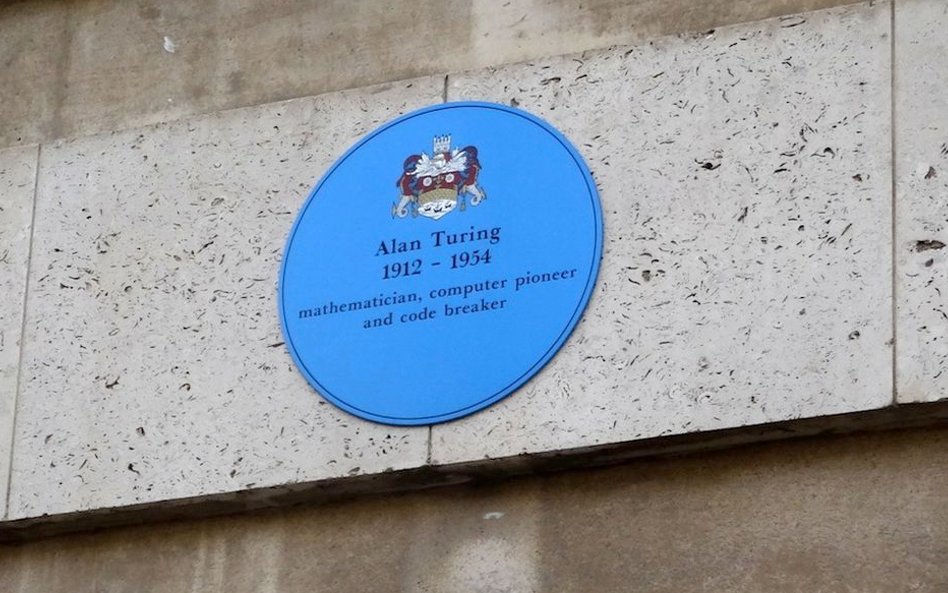 Alan Turing
1912 - 1954
mathematician, computer pioneer
and code breaker